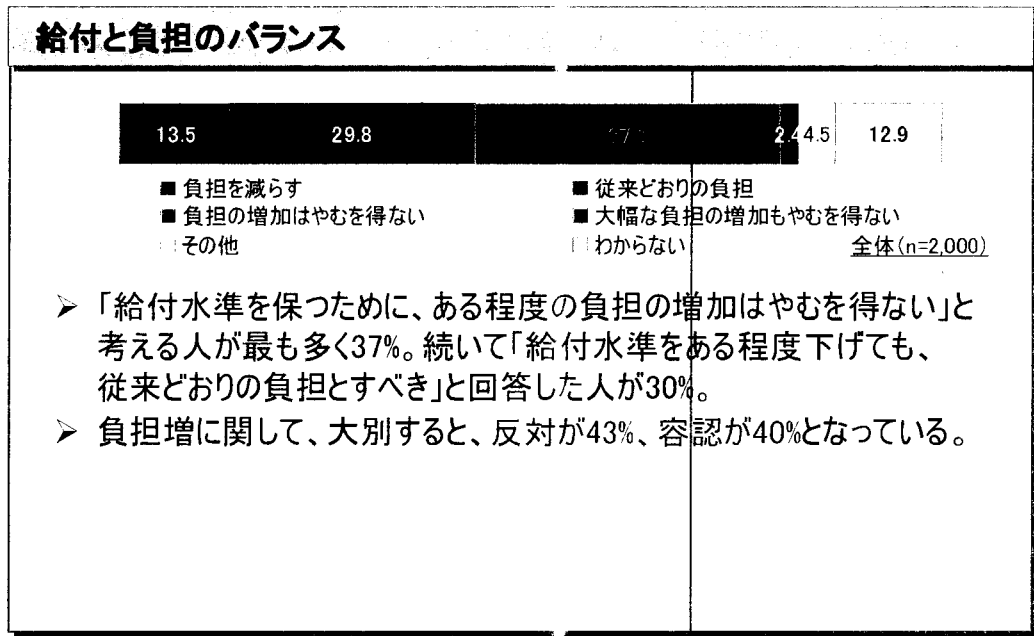 給付と負担のバランス
13.5 29.8 2.4 4.5 12.9
■ 負担を減らす ■ 従来どおりの負担
■ 負担の増加はやむを得ない ■ 大幅な負担の増加もやむを得ない
□ その他 □ わからない 全体(n=2,000)
➢ 「給付水準を保つために、ある程度の負担の増加はやむを得ない」と
考える人が最も多く37%。続いて「給付水準をある程度下げても、
従来どおりの負担とすべき」と回答した人が30%。
➢ 負担増に関して、大別すると、反対が43%、容認が40%となっている。